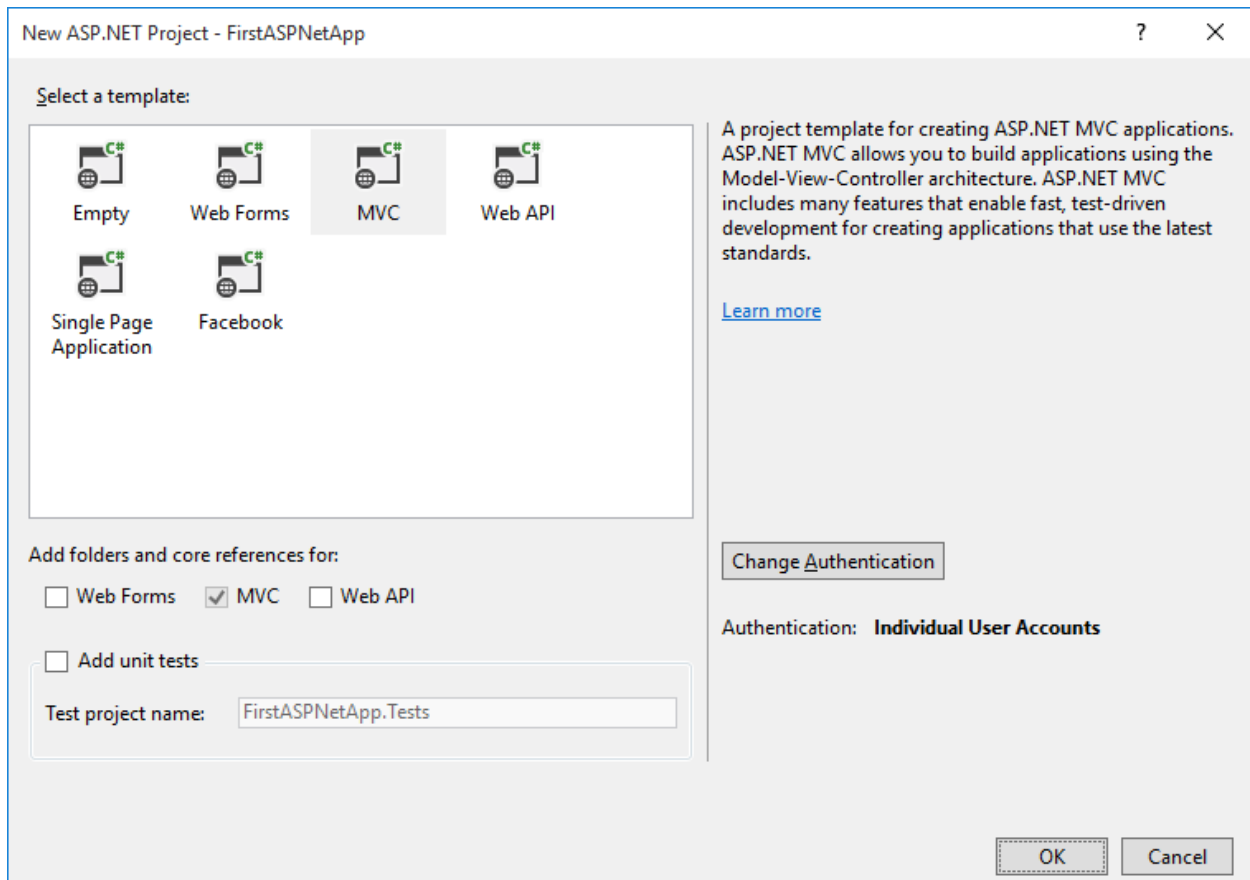 New ASP.NET Project - FirstASPNetApp
? X
Select a template:
C# C# C# C#
Empty Web Forms MVC Web API
C# C#
Single Page Facebook
Application
A project template for creating ASP.NET MVC applications.
ASP.NET MVC allows you to build applications using the
Model-View-Controller architecture. ASP.NET MVC
includes many features that enable fast, test-driven
development for creating applications that use the latest
standards.
Learn more
Add folders and core references for:
Web Forms MVC Web API
Add unit tests
Test project name: FirstASPNetApp.Tests
Change Authentication
Authentication: Individual User Accounts
OK Cancel